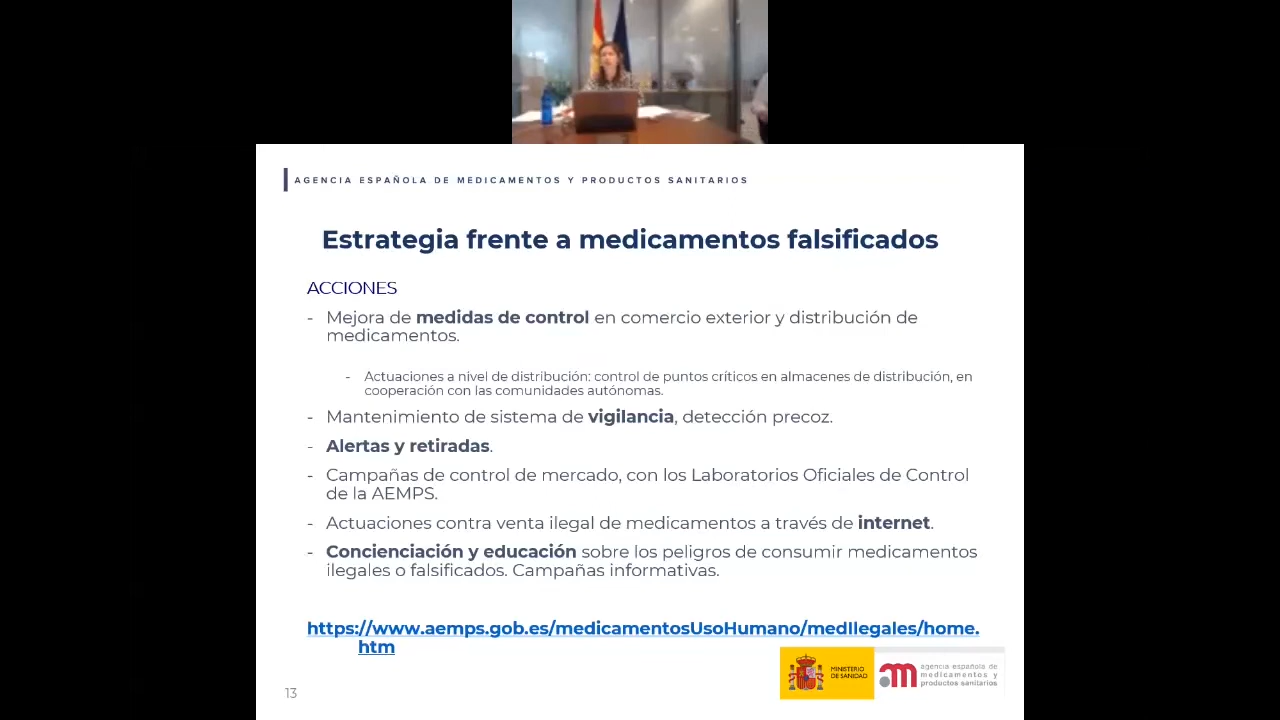 AGENCIA ESPAÑOLA DE MEDICAMENTOS Y PRODUCTOS SANITARIOS
Estrategia frente a medicamentos falsificados
ACCIONES
- Mejora de medidas de control en comercio exterior y distribución de
medicamentos.
- Actuaciones a nivel de distribución: control de puntos críticos en almacenes de distribución, en
cooperación con las comunidades autónomas.
- Mantenimiento de sistema de vigilancia, detección precoz.
- Alertas y retiradas.
- Campañas de control de mercado, con los Laboratorios Oficiales de Control
de la AEMPS.
- Actuaciones contra venta ilegal de medicamentos a través de internet.
- Concienciación y educación sobre los peligros de consumir medicamentos
ilegales o falsificados. Campañas informativas.
https://www.aemps.gob.es/medicamentosUsoHumano/medIlegales/home.
htm
MINISTERIO
DE SANIDAD
am
agencia española de
medicamentos y
productos sanitarios
13